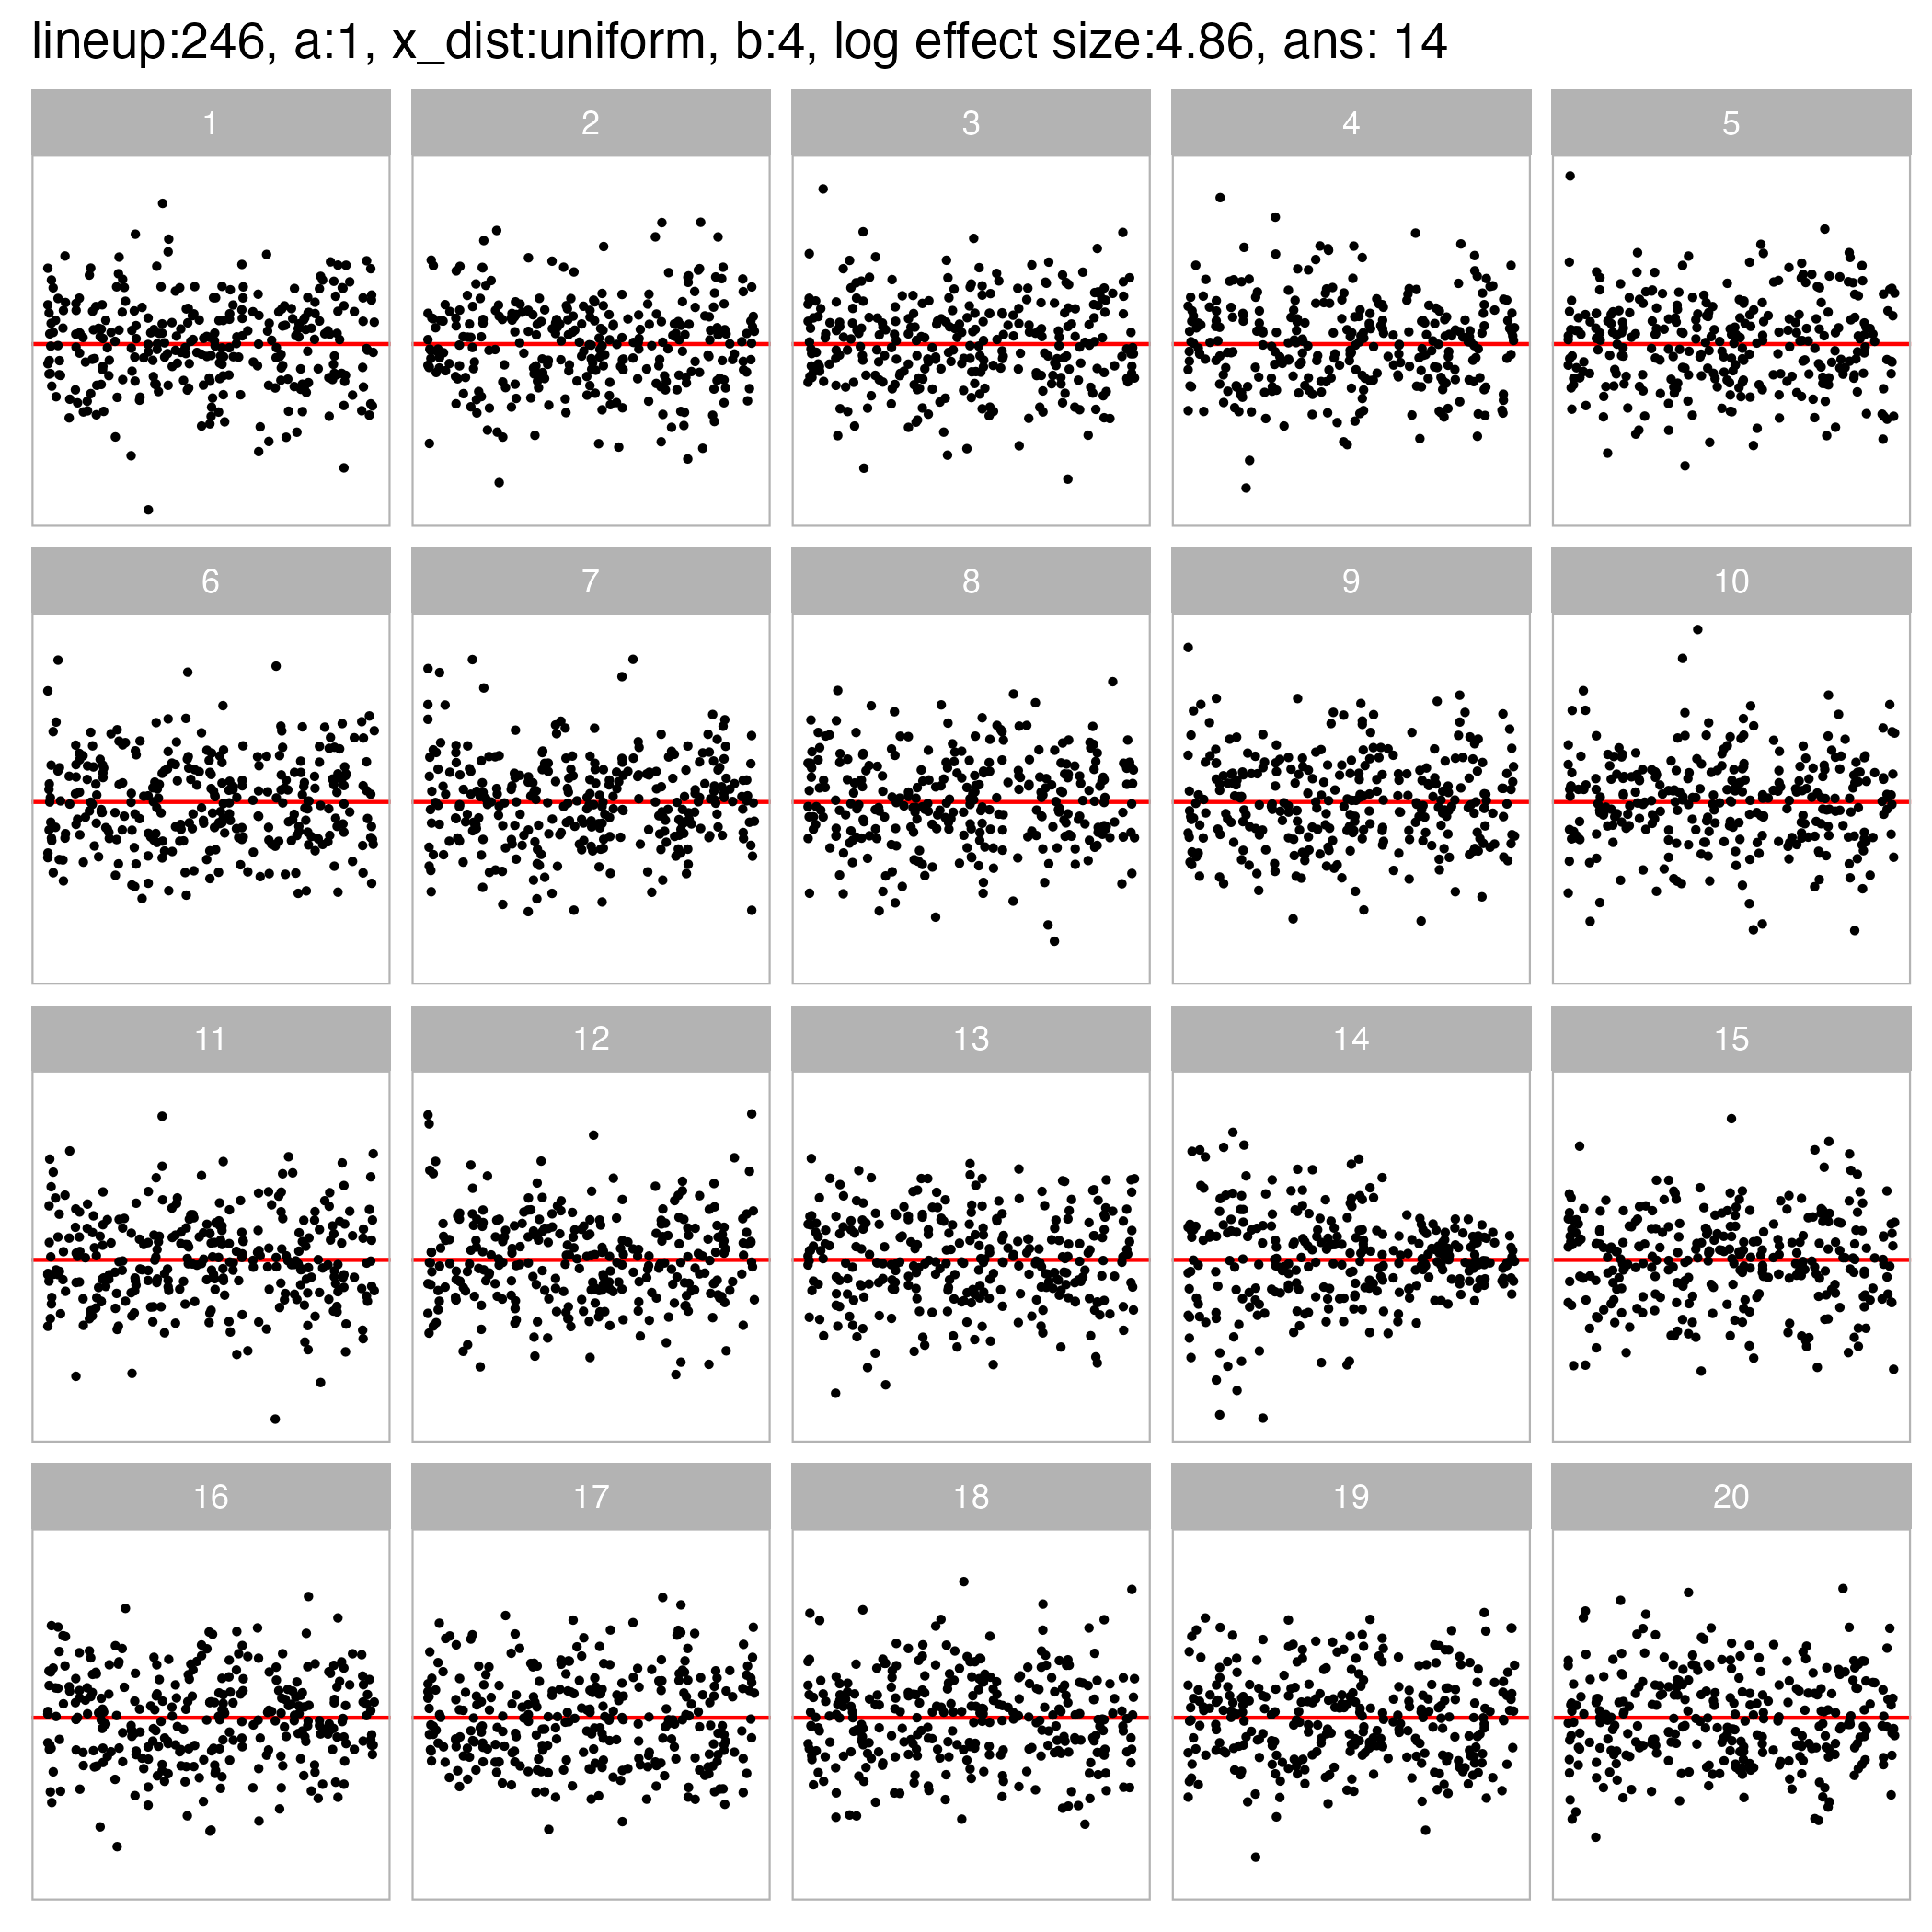 lineup:246, a:1, x_dist:uniform, b:4, log effect size:4.86, ans: 14
1 2 3 4 5
6 7 8 9 10
11 12 13 14 15
16 17 18 19 20